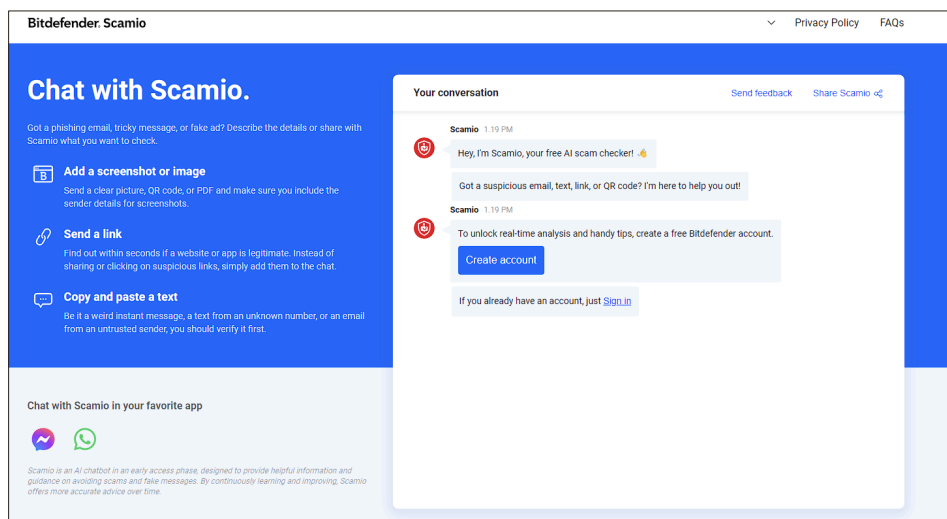 Bitdefender. Scamio
Privacy Policy
FAQs
Chat with Scamio.
Got a phishing email, tricky message, or fake ad? Describe the details or share with
Scamio what you want to check.
Add a screenshot or image
Send a clear picture, QR code, or PDF and make sure you include the
sender details for screenshots.
Send a link
Find out within seconds if a website or app is legitimate. Instead of
sharing or clicking on suspicious links, simply add them to the chat.
Copy and paste a text
Be it a weird instant message, a text from an unknown number, or an email
from an untrusted sender, you should verify it first.
Chat with Scamio in your favorite app
Scamio is an AI chatbot in an early access phase, designed to provide helpful information and
guidance on avoiding scams and fake messages. By continuously learning and improving, Scamio
offers more accurate advice over time.
Your conversation
Send feedback
Share Scamio
Scamio 1.19 PM
Hey, I'm Scamio, your free AI scam checker! 👋
Got a suspicious email, text, link, or QR code? I'm here to help you out!
Scamio 1.19 PM
To unlock real-time analysis and handy tips, create a free Bitdefender account.
Create account
If you already have an account, just Sign in